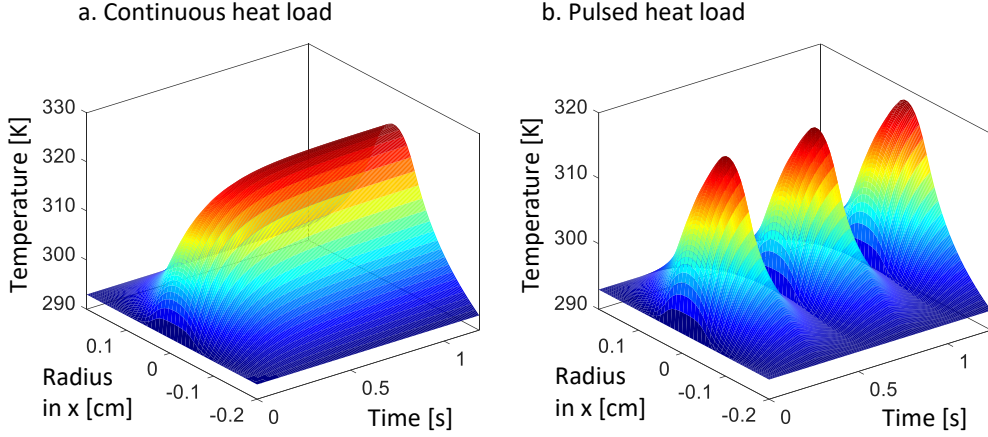 a. Continuous heat load
b. Pulsed heat load
Temperature [K]
330
320
310
300
290
0.1
0
-0.1
-0.2
Radius
in x [cm]
0
0.5
1
Time [s]
Temperature [K]
320
310
300
290
0.1
0
-0.1
-0.2
Radius
in x [cm]
0
0.5
1
Time [s]